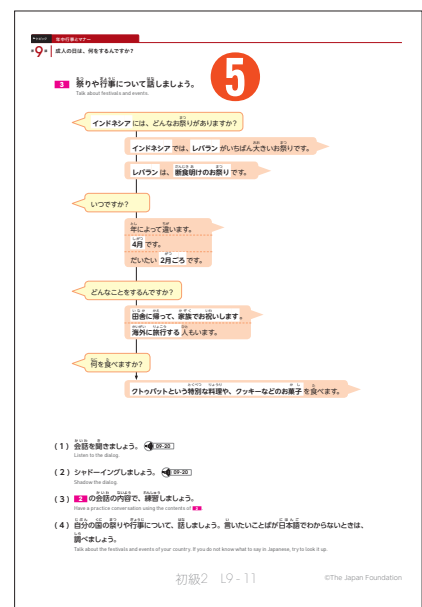 トピック 年中行事とマナー
第9課 成人の日は、何をするんですか？
5
3 祭りや行事について話しましょう。
Talk about festivals and events.
インドネシアには、どんなお祭りがありますか？
インドネシアでは、レバランがいちばん大きいお祭りです。
レバランは、断食明けのお祭りです。
いつですか？
年によって違います。
4月です。
だいたい2月ごろです。
どんなことをするんですか？
田舎に帰って、家族でお祝いします。
海外に旅行する人もいます。
何を食べますか？
クトゥパットという特別な料理や、クッキーなどのお菓子を食べます。
(1) 会話を聞きましょう。 09-20
Listen to the dialog.
(2) シャドーイングしましょう。 09-20
Shadow the dialog.
(3) 2 の会話の内容で、練習しましょう。
Have a practice conversation using the contents of 2.
(4) 自分の国の祭りや行事について、話しましょう。言いたいことばが日本語でわからないときは、
調べましょう。
Talk about the festivals and events of your country. If you do not know what to say in Japanese, try to look it up.
初級2 L9-11
©The Japan Foundation